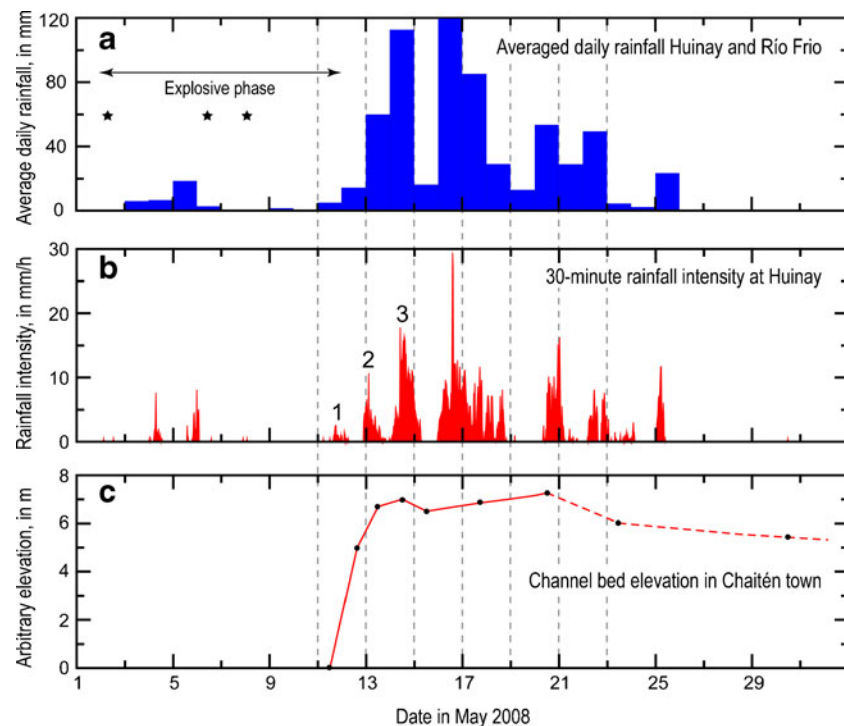 a
Averaged daily rainfall Huinay and Río Frio
Explosive phase
Average daily rainfall, in mm
120
80
40
0
b
30-minute rainfall intensity at Huinay
1
2
3
Rainfall intensity, in mm/h
30
20
10
0
c
Channel bed elevation in Chaitén town
Arbitrary elevation, in m
8
6
4
2
0
1 5 9 13 17 21 25 29
Date in May 2008